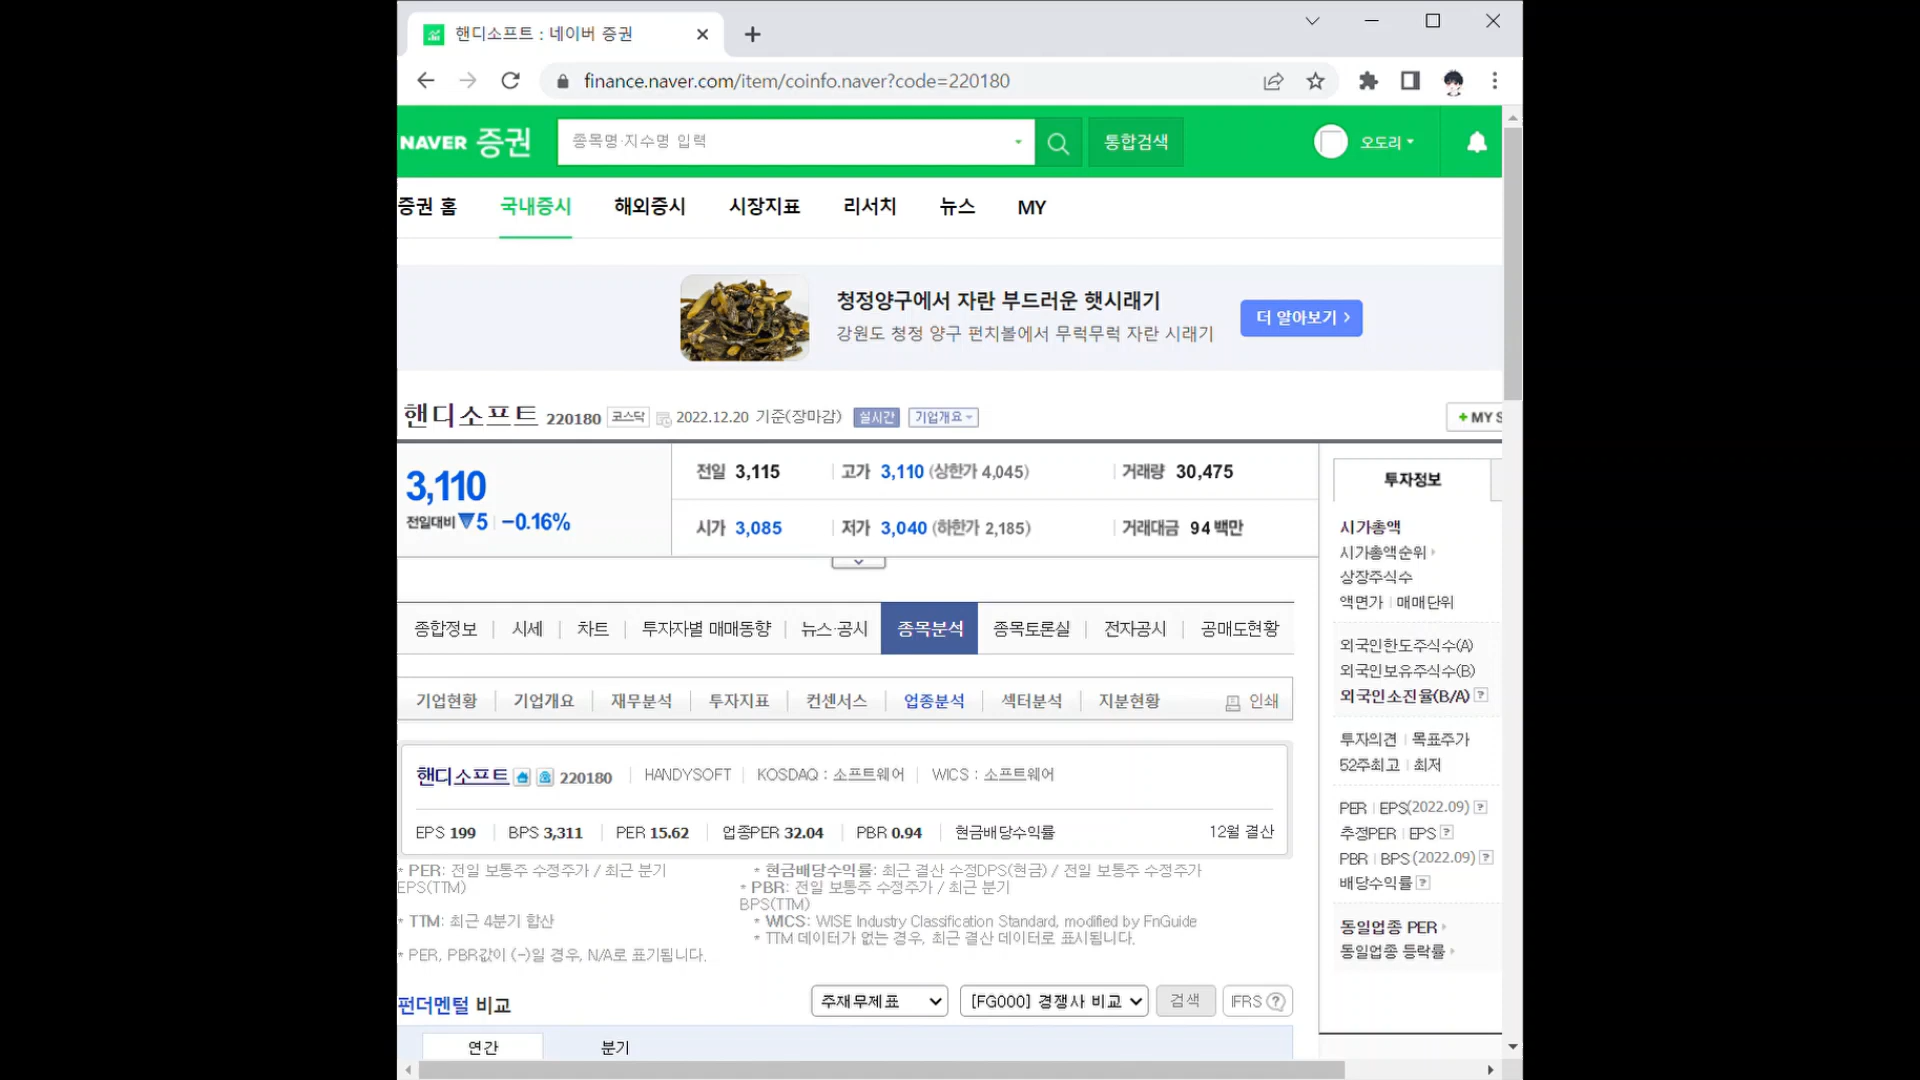 핸디소프트 : 네이버 증권
finance.naver.com/item/coinfo.naver?code=220180
NAVER 증권
종목명·지수명 입력
통합검색
오도리
증권 홈 국내증시 해외증시 시장지표 리서치 뉴스 MY
청정양구에서 자란 부드러운 햇시래기
강원도 청정 양구 펀치볼에서 무럭무럭 자란 시래기
더 알아보기
핸디소프트 220180 코스닥 2022.12.20 기준(장마감) 실시간 기업개요
+ MY S
3,110
전일대비 ▼5 -0.16%
전일 3,115 고가 3,110 (상한가 4,045) 거래량 30,475
시가 3,085 저가 3,040 (하한가 2,185) 거래대금 94 백만
종합정보 시세 차트 투자자별 매매동향 뉴스·공시 종목분석 종목토론실 전자공시 공매도현황
기업현황 기업개요 재무분석 투자지표 컨센서스 업종분석 섹터분석 지분현황 인쇄
핸디소프트 220180 HANDYSOFT KOSDAQ : 소프트웨어 WICS : 소프트웨어
EPS 199 BPS 3,311 PER 15.62 업종PER 32.04 PBR 0.94 현금배당수익률 12월 결산
* PER: 전일 보통주 수정주가 / 최근 분기
EPS(TTM)
* TTM: 최근 4분기 합산
* PER, PBR값이 (-)일 경우, N/A로 표기됩니다.
* 현금배당수익률: 최근 결산 수정DPS(현금) / 전일 보통주 수정주가
* PBR: 전일 보통주 수정주가 / 최근 분기
BPS(TTM)
* WICS: WISE Industry Classification Standard, modified by FnGuide
* TTM 데이터가 없는 경우, 최근 결산 데이터로 표시됩니다.
펀더멘털 비교
주재무제표 [FG000] 경쟁사 비교 검색 IFRS ?
연간 분기
투자정보
시가총액
시가총액순위
상장주식수
액면가 매매단위
외국인한도주식수(A)
외국인보유주식수(B)
외국인소진율(B/A) ?
투자의견 목표주가
52주최고 최저
PER EPS(2022.09) ?
추정PER EPS ?
PBR BPS (2022.09) ?
배당수익률 ?
동일업종 PER
동일업종 등락률